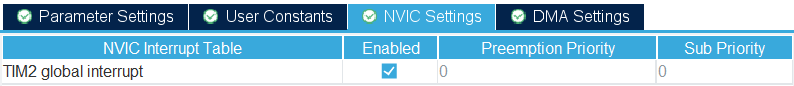 Parameter Settings User Constants NVIC Settings DMA Settings
NVIC Interrupt Table Enabled Preemption Priority Sub Priority
TIM2 global interrupt 0 0